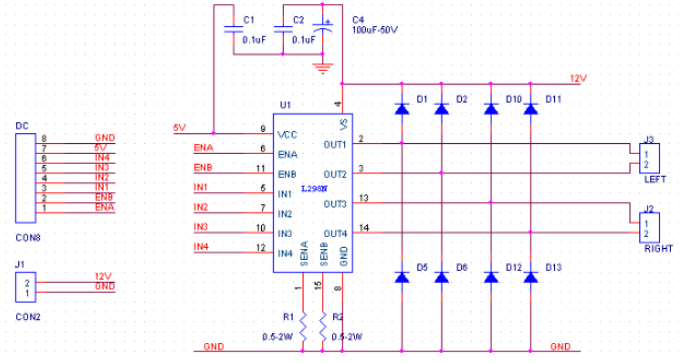 C1
0.1uF
C2
0.1uF
C4
100uF-50V
12V
DC
8 GND
7 5V
6 IN4
5 IN3
4 IN2
3 IN1
2 ENB
1 ENA
CON8
J1
2 12V
1 GND
CON2
U1
L298N
5V 9 VCC
ENA 6 ENA
ENB 11 ENB
IN1 5 IN1
IN2 7 IN2
IN3 10 IN3
IN4 12 IN4
4 VS
OUT1 2
OUT2 3
OUT3 13
OUT4 14
SENA 1
SENB 15
GND 8
D1
D2
D10
D11
D5
D6
D12
D13
J3
1
2
LEFT
J2
1
2
RIGHT
R1
0.5-2W
R2
0.5-2W
GND
GND